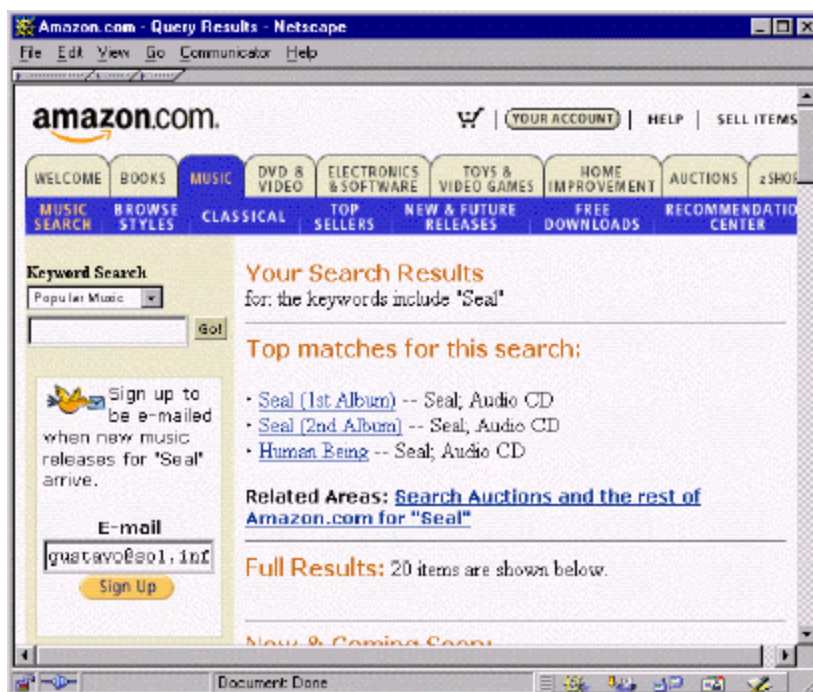 Amazon.com - Query Results - Netscape
File Edit View Go Communicator Help
amazon.com.
YOUR ACCOUNT | HELP | SELL ITEMS
WELCOME BOOKS MUSIC DVD & VIDEO ELECTRONICS & SOFTWARE TOYS & VIDEO GAMES HOME IMPROVEMENT AUCTIONS zSHOP
MUSIC SEARCH BROWSE STYLES CLASSICAL TOP SELLERS NEW & FUTURE RELEASES FREE DOWNLOADS RECOMMENDATIO CENTER
Keyword Search
Popular Music
Go!
Sign up to
be e-mailed
when new music
releases for "Seal"
arrive.
E-mail
gustavo@sol.inf
Sign Up
Your Search Results
for: the keywords include "Seal"
Top matches for this search:
· Seal (1st Album) -- Seal; Audio CD
· Seal (2nd Album) -- Seal; Audio CD
· Human Being -- Seal; Audio CD
Related Areas: Search Auctions and the rest of
Amazon.com for "Seal"
Full Results: 20 items are shown below.
New & Coming Soon:
Document: Done